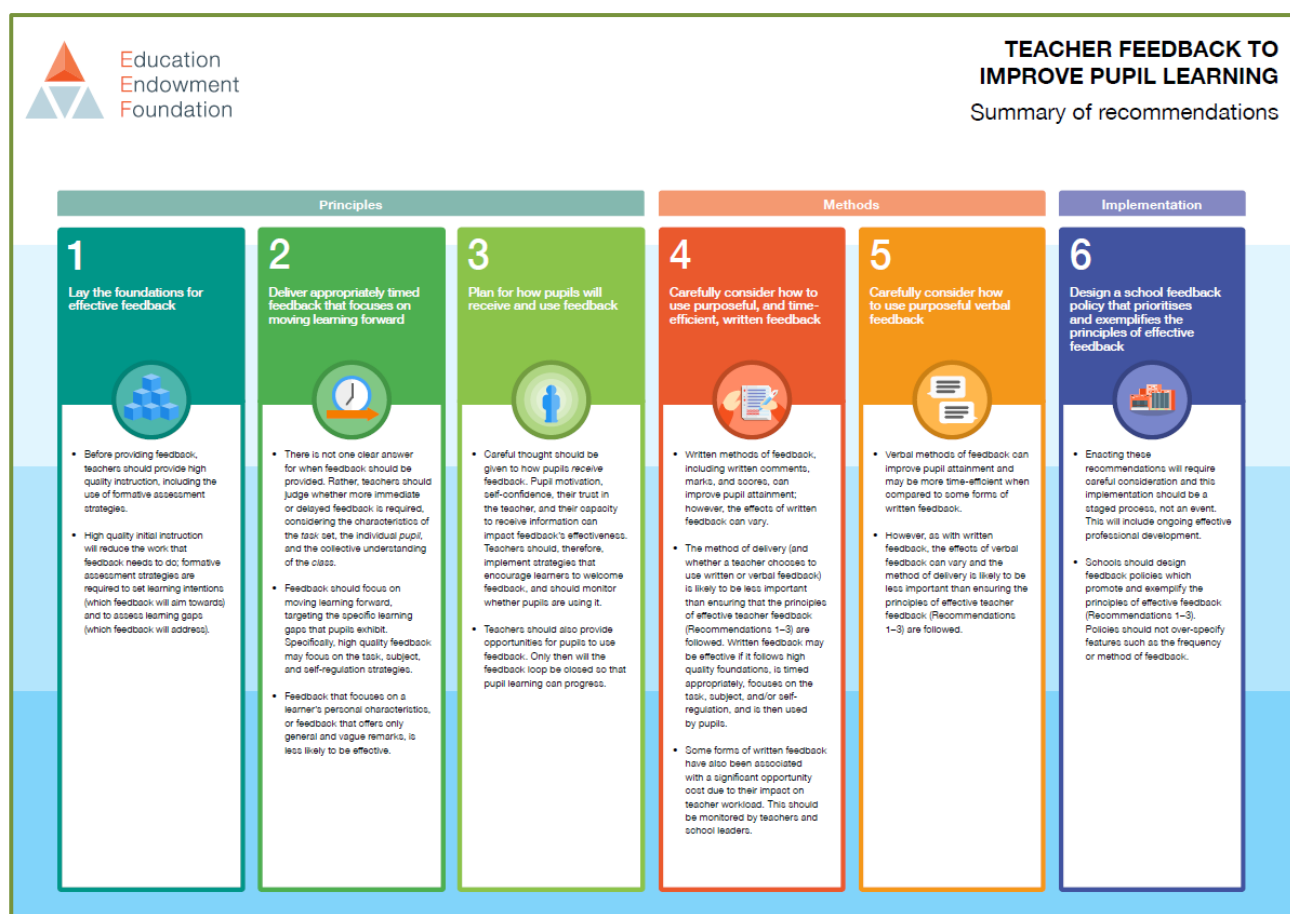 Education
Endowment
Foundation
TEACHER FEEDBACK TO
IMPROVE PUPIL LEARNING
Summary of recommendations
Principles
Methods
Implementation
1
Lay the foundations for
effective feedback
• Before providing feedback,
teachers should provide high
quality instruction, including the
use of formative assessment
strategies.
• High quality initial instruction
will reduce the work that
feedback needs to do; formative
assessment strategies are
required to set learning intentions
(which feedback will aim towards)
and to assess learning gaps
(which feedback will address).
2
Deliver appropriately timed
feedback that focuses on
moving learning forward
• There is not one clear answer
for when feedback should be
provided. Rather, teachers should
judge whether more immediate
or delayed feedback is required,
considering the characteristics of
the task set, the individual pupil,
and the collective understanding
of the class.
• Feedback should focus on
moving learning forward,
targeting the specific learning
gaps that pupils exhibit.
Specifically, high quality feedback
may focus on the task, subject,
and self-regulation strategies.
• Feedback that focuses on a
learner's personal characteristics,
or feedback that offers only
general and vague remarks, is
less likely to be effective.
3
Plan for how pupils will
receive and use feedback
• Careful thought should be
given to how pupils receive
feedback. Pupil motivation,
self-confidence, their trust in
the teacher, and their capacity
to receive information can
impact feedback's effectiveness.
Teachers should, therefore,
implement strategies that
encourage learners to welcome
feedback, and should monitor
whether pupils are using it.
• Teachers should also provide
opportunities for pupils to use
feedback. Only then will the
feedback loop be closed so that
pupil learning can progress.
4
Carefully consider how to
use purposeful, and time-
efficient, written feedback
• Written methods of feedback,
including written comments,
marks, and scores, can
improve pupil attainment;
however, the effects of written
feedback can vary.
• The method of delivery (and
whether a teacher chooses to
use written or verbal feedback)
is likely to be less important
than ensuring that the principles
of effective teacher feedback
(Recommendations 1–3) are
followed. Written feedback may
be effective if it follows high
quality foundations, is timed
appropriately, focuses on the
task, subject, and/or self-
regulation, and is then used
by pupils.
• Some forms of written feedback
have also been associated
with a significant opportunity
cost due to their impact on
teacher workload. This should
be monitored by teachers and
school leaders.
5
Carefully consider how
to use purposeful verbal
feedback
• Verbal methods of feedback can
improve pupil attainment and
may be more time-efficient when
compared to some forms of
written feedback.
• However, as with written
feedback, the effects of verbal
feedback can vary and the
method of delivery is likely to be
less important than ensuring the
principles of effective teacher
feedback (Recommendations
1–3) are followed.
6
Design a school feedback
policy that prioritises
and exemplifies the
principles of effective
feedback
• Enacting these
recommendations will require
careful consideration and this
implementation should be a
staged process, not an event.
This will include ongoing effective
professional development.
• Schools should design
feedback policies which
promote and exemplify the
principles of effective feedback
(Recommendations 1–3).
Policies should not over-specify
features such as the frequency
or method of feedback.